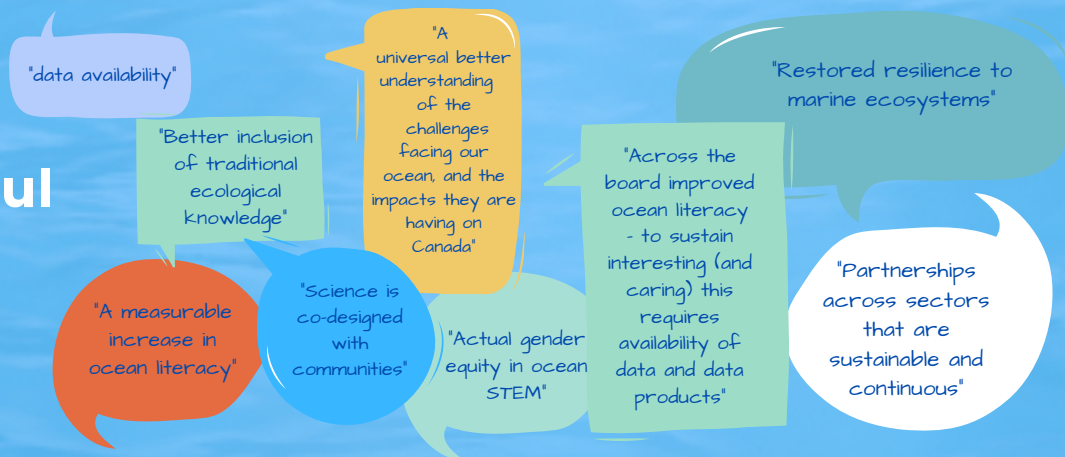 "data availability"
"Better inclusion
of traditional
ecological
knowledge"
"A
universal better
understanding
of the
challenges
facing our
ocean, and the
impacts they are
having on
Canada"
"Restored resilience to
marine ecosystems"
"Across the
board improved
ocean literacy
- to sustain
interesting (and
caring) this
requires
availability of
data and data
products"
ul
"A measurable
increase in
ocean literacy"
"Science is
co-designed
with
communities"
"Actual gender
equity in ocean
STEM"
"Partnerships
across sectors
that are
sustainable and
continuous"